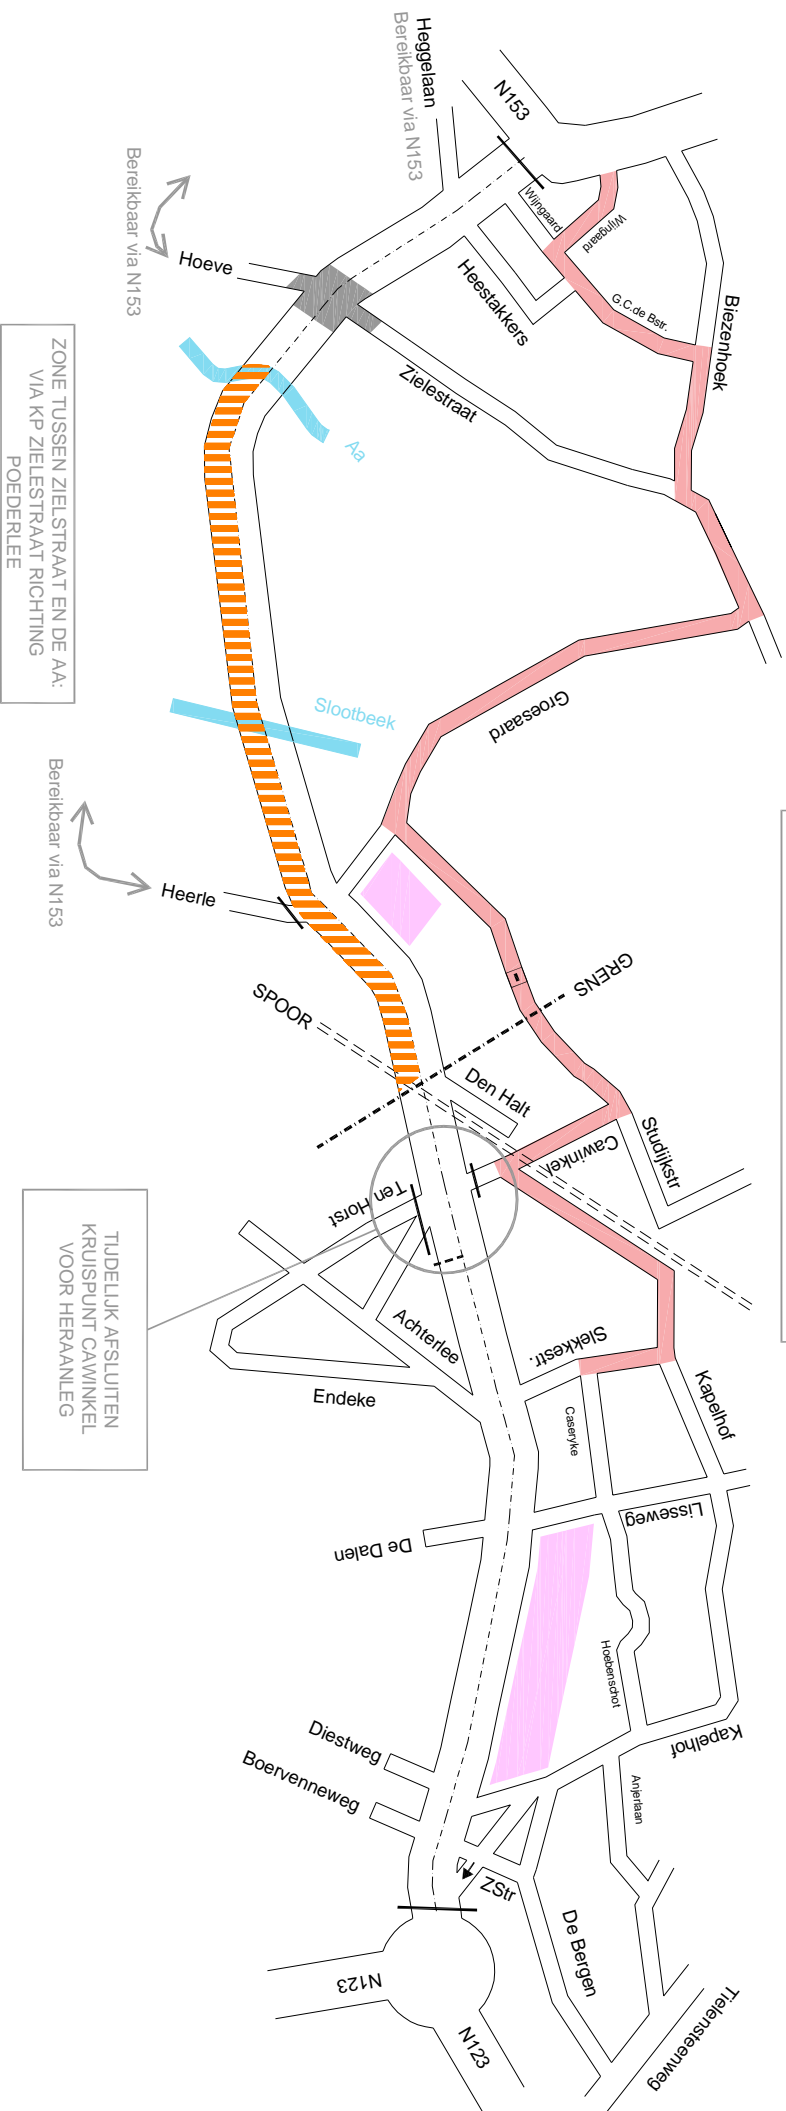 N153
Heggelaan
Bereikbaar via N153
Wijngaard
Wijngaard
Bereikbaar via N153
Hoeve
Heestakkers
G.C.de Bstr.
Biezenhoek
Zielestraat
Aa
ZONE TUSSEN ZIELSTRAAT EN DE AA:
VIA KP ZIELESTRAAT RICHTING
POEDERLEE
Slootbeek
Groesaard
Bereikbaar via N153
Heerle
SPOOR
GRENS
Den Halt
Studijkstr
Cawinkel
Ten Horst
TIJDELIJK AFSLUITEN
KRUISPUNT CAWINKEL
VOOR HERAANLEG
Achterlee
Endeke
Slekkestr.
Kapelhof
Caseryke
Lisseweg
De Dalen
Hoebenschot
Kapelhof
Diestweg
Boervenneweg
Anjerlaan
ZStr
De Bergen
N123
N123
Tielensteenweg